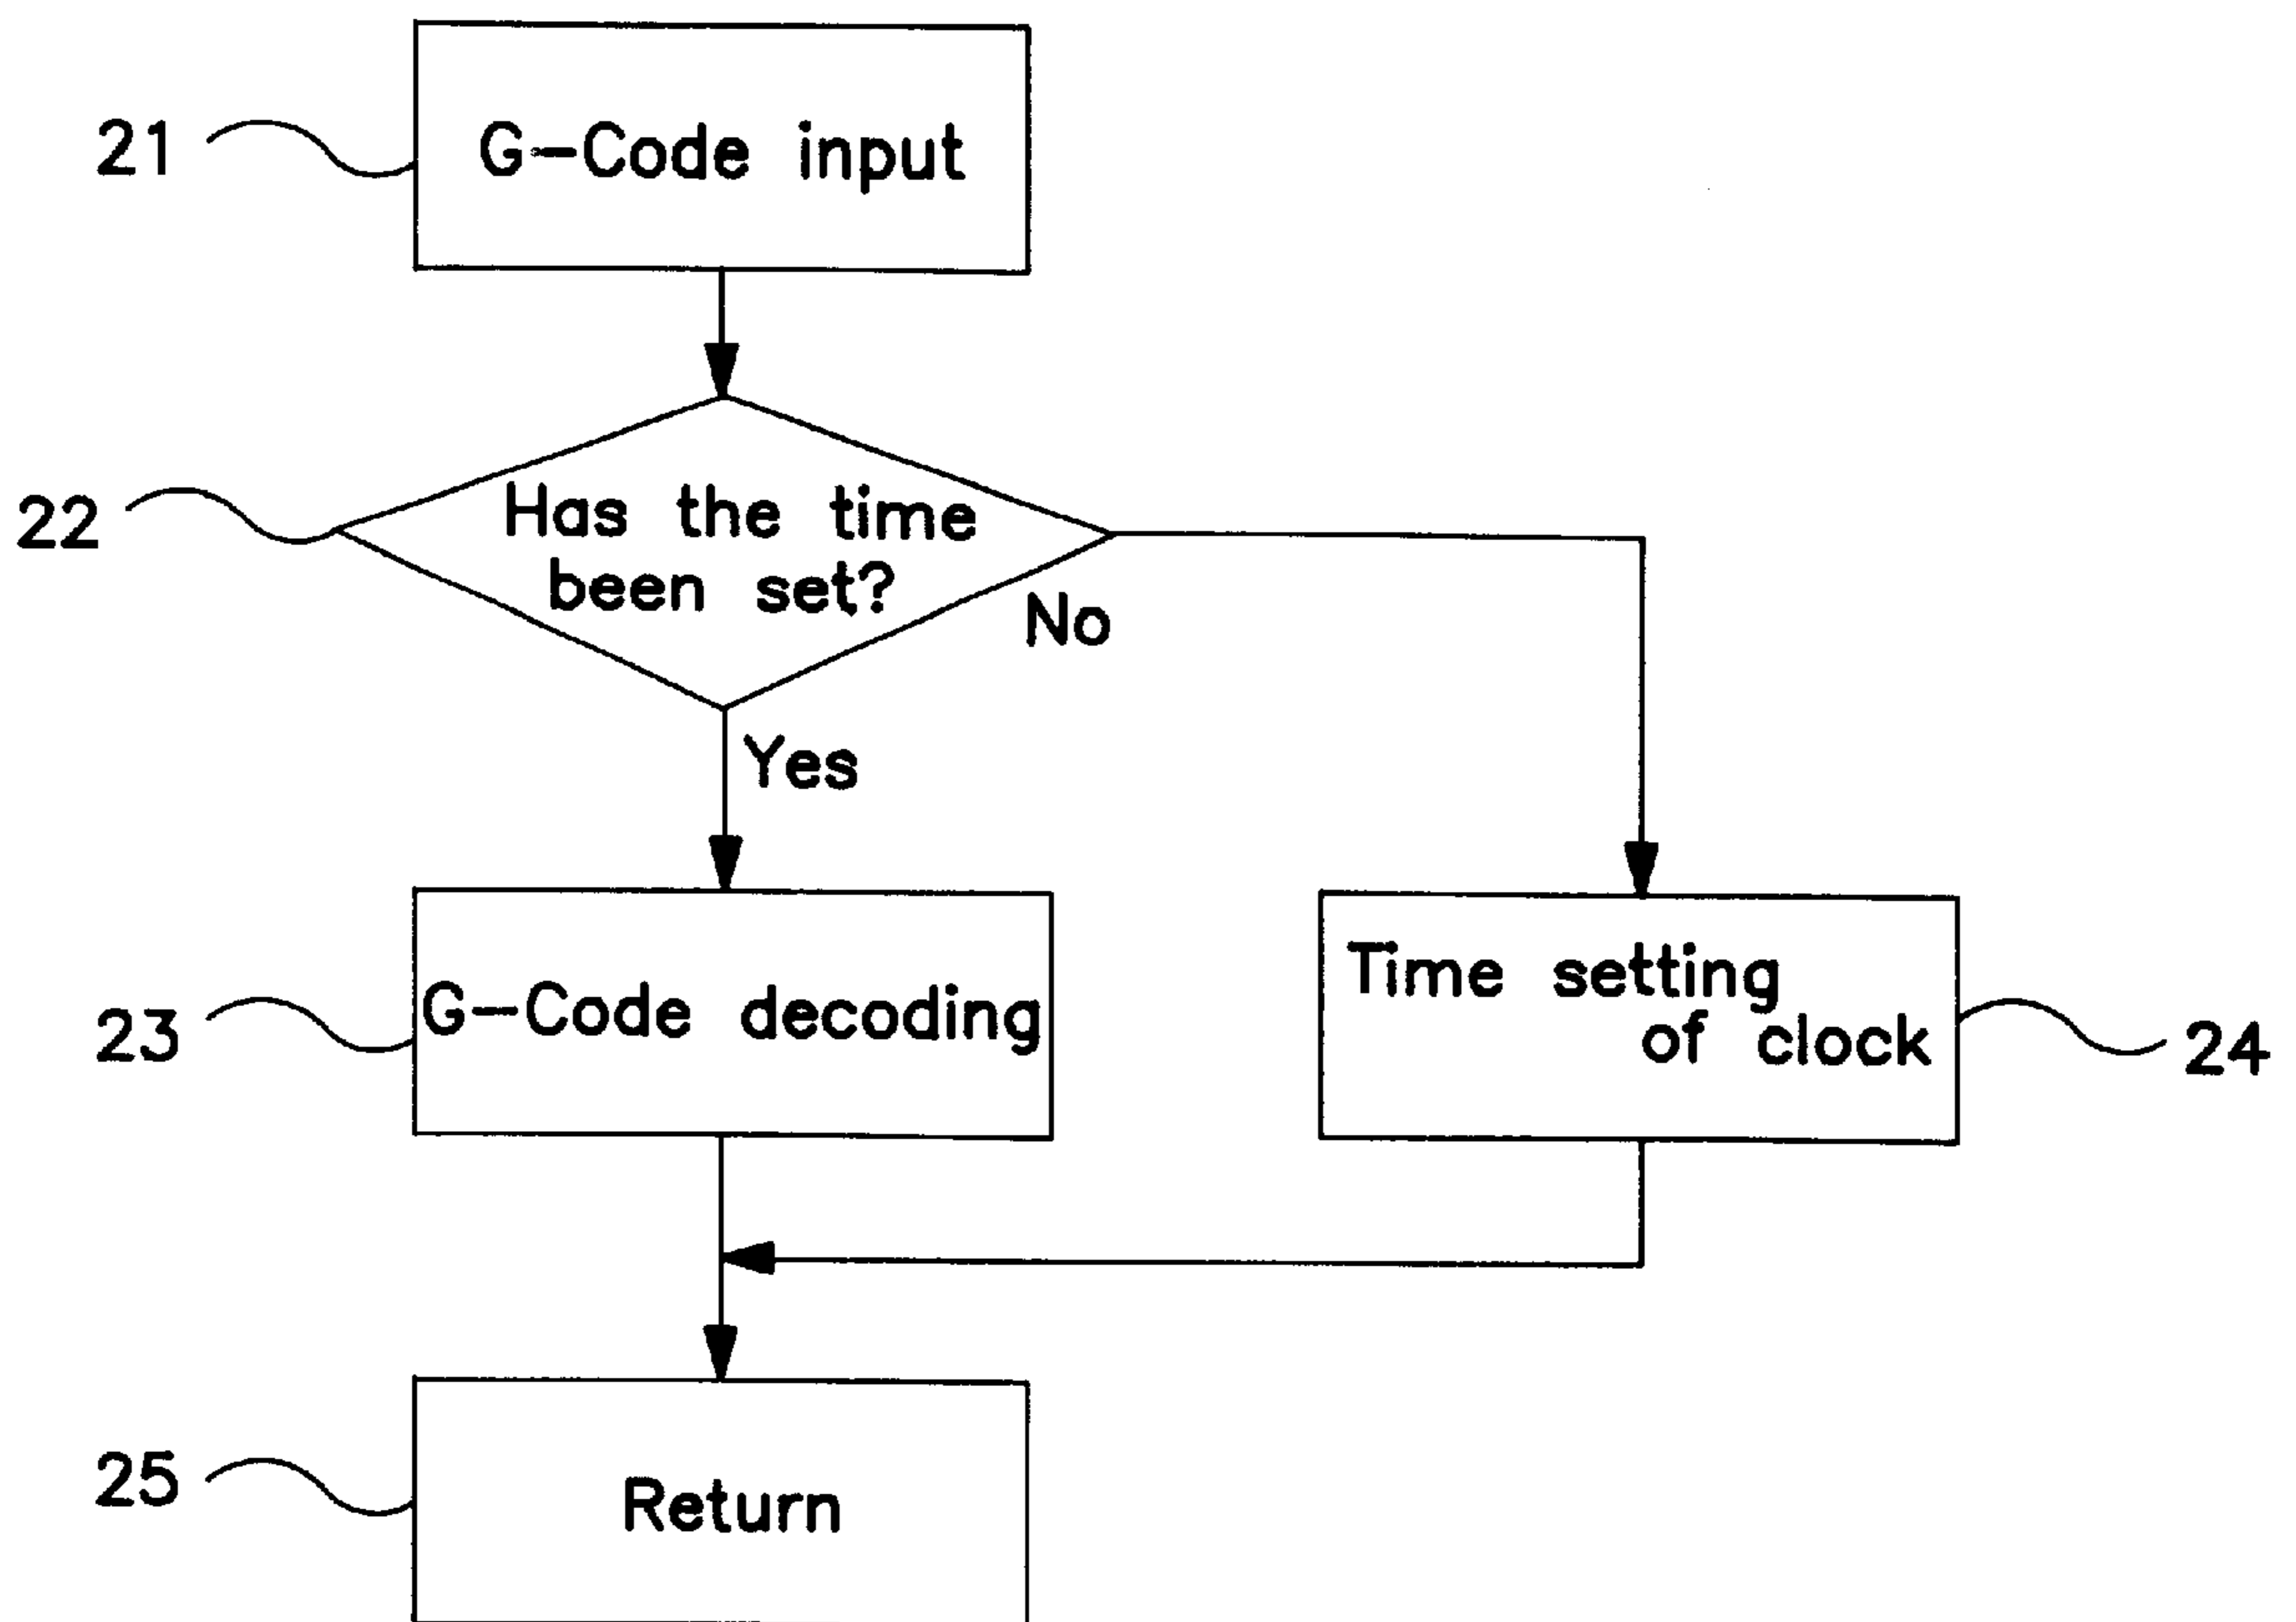 21
G-Code input
22
Has the time
been set?
No
Yes
23
G-Code decoding
Time setting
of clock
24
25
Return